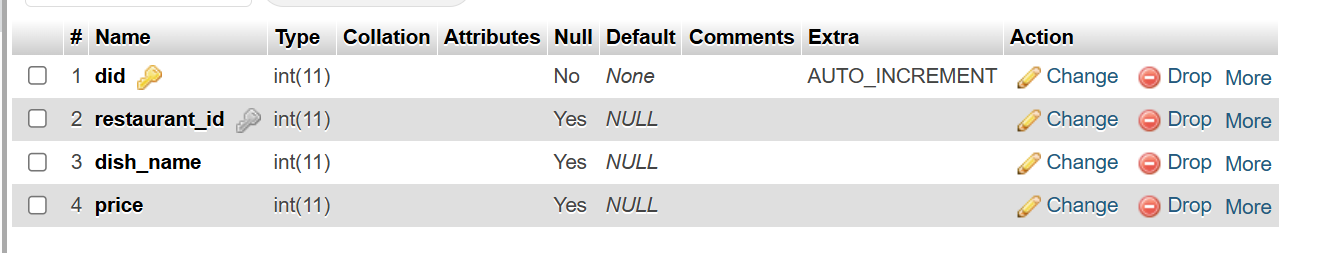 # Name Type Collation Attributes Null Default Comments Extra Action
1 did int(11) No None AUTO_INCREMENT Change Drop More
2 restaurant_id int(11) Yes NULL Change Drop More
3 dish_name int(11) Yes NULL Change Drop More
4 price int(11) Yes NULL Change Drop More